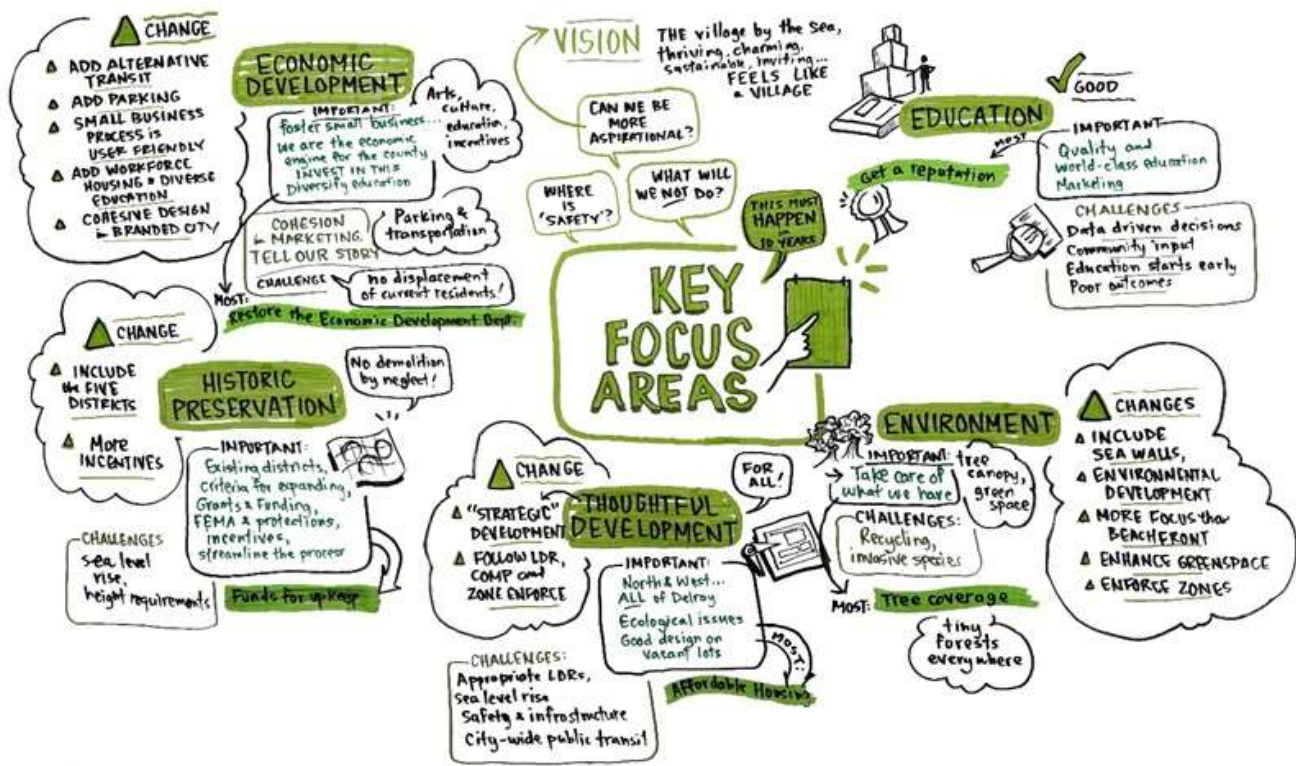 CHANGE
ADD ALTERNATIVE
TRANSIT
ADD PARKING
SMALL BUSINESS
PROCESS IS
USER FRIENDLY
ADD WORKFORCE
HOUSING & DIVERSE
EDUCATION
COHESIVE DESIGN
BRANDED CITY
ECONOMIC
DEVELOPMENT
IMPORTANT:
foster small business...
we are the economic
engine for the county
INVEST IN THIS
Diversify education
Arts,
culture,
education,
incentives
COHESION
in MARKETING,
TELL OUR STORY
Parking &
transportation
CHALLENGE
no displacement
of current residents!
MOST:
Restore the Economic Development Dept.
VISION
THE village by the sea,
thriving, charming,
sustainable, inviting...
FEELS LIKE
a VILLAGE
CAN WE BE
MORE
ASPIRATIONAL?
WHERE
IS
'SAFETY'?
WHAT WILL
WE NOT DO?
THIS MUST
HAPPEN
in
10 YEARS
KEY
FOCUS
AREAS
EDUCATION
GOOD
IMPORTANT
Quality and
World-class education
Marketing
MOST
Get a reputation
CHALLENGES
Data driven decisions
Community input
Education starts early
Poor outcomes
CHANGE
INCLUDE
the FIVE
DISTRICTS
More
INCENTIVES
HISTORIC
PRESERVATION
No demolition
by neglect!
IMPORTANT:
Existing districts,
Criteria for expanding,
Grants & Funding,
FEMA & protections,
incentives,
streamline the process
CHALLENGES
sea level
rise,
height requirements
Funds for upkeep
CHANGE
"STRATEGIC"
DEVELOPMENT
FOLLOW LDR,
COMP and
ZONE ENFORCE
THOUGHTFUL
DEVELOPMENT
FOR
ALL!
IMPORTANT:
North & West...
ALL of Delray
Ecological issues
Good design on
vacant lots
MOST:
Affordable Housing
CHALLENGES:
Appropriate LDRs,
sea level rise
Safety & infrastructure
City-wide public transit
ENVIRONMENT
IMPORTANT:
Take care of
what we have
tree
canopy,
green
space
CHALLENGES:
Recycling,
invasive species
MOST: Tree coverage
tiny
forests
everywhere
CHANGES
INCLUDE
SEA WALLS,
ENVIRONMENTAL
DEVELOPMENT
MORE FOCUS than
BEACHFRONT
ENHANCE GREENSPACE
ENFORCE ZONES